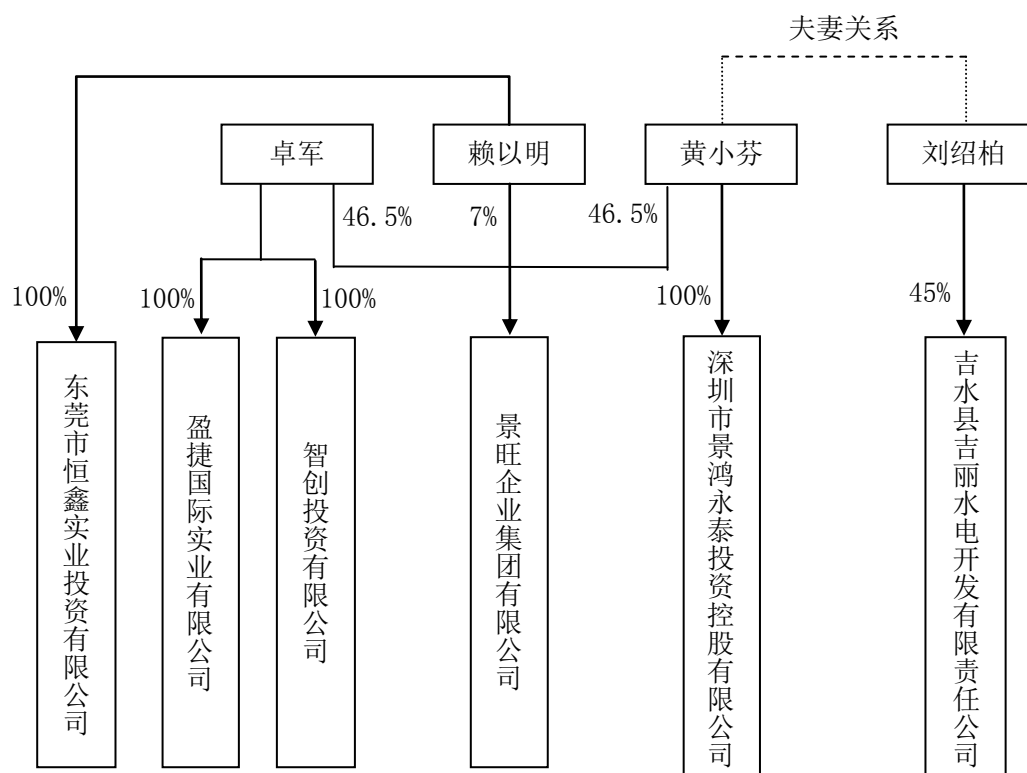 夫妻关系
卓军
赖以明
黄小芬
刘绍柏
46.5%
7%
46.5%
100%
100%
100%
100%
45%
东莞市恒鑫实业投资有限公司
盈捷国际实业有限公司
智创投资有限公司
景旺企业集团有限公司
深圳市景鸿永泰投资控股有限公司
吉水县吉丽水电开发有限责任公司